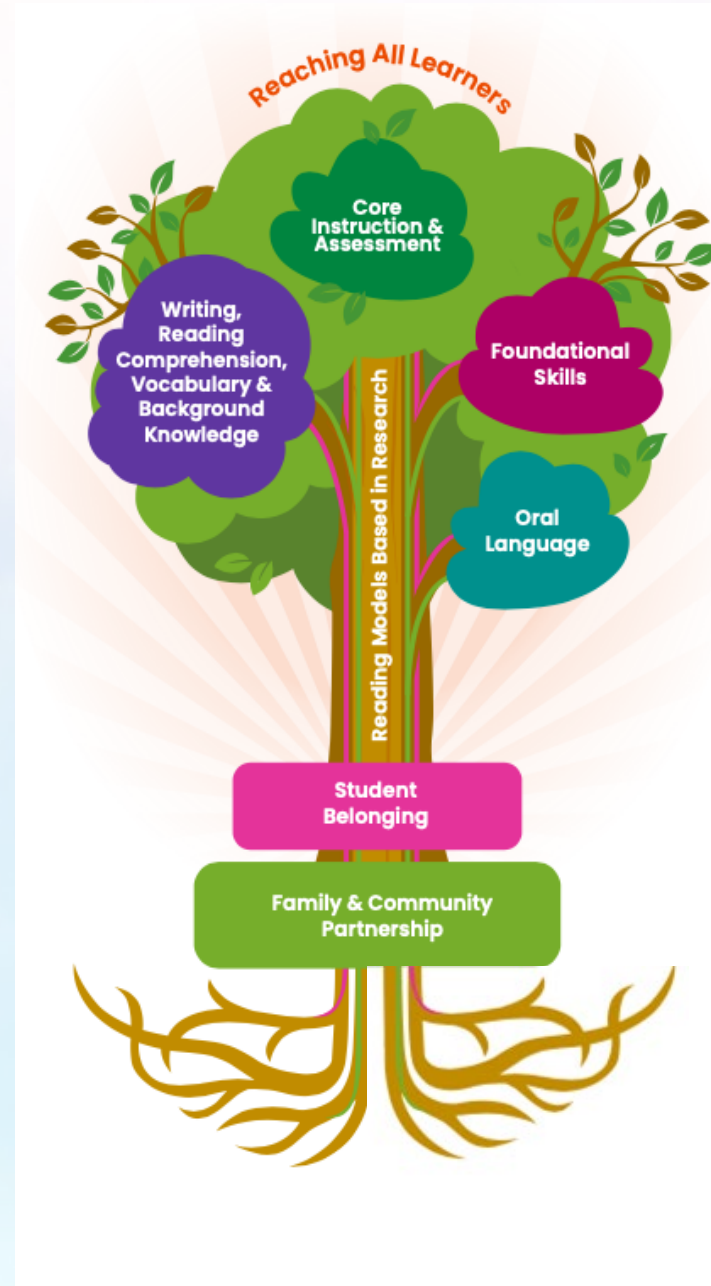 Reaching All Learners
Core
Instruction &
Assessment
Writing,
Reading
Comprehension,
Vocabulary &
Background
Knowledge
Foundational
Skills
Oral
Language
Reading Models Based in Research
Student
Belonging
Family & Community
Partnership